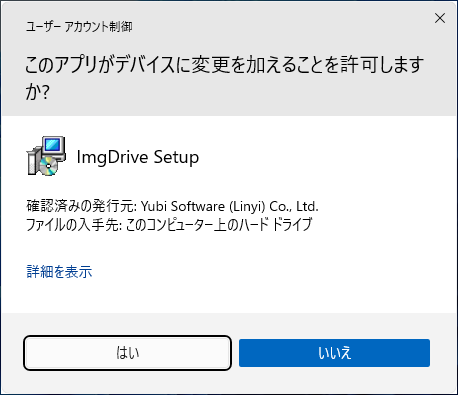 ユーザー アカウント制御
このアプリがデバイスに変更を加えることを許可します
か?
ImgDrive Setup
確認済みの発行元: Yubi Software (Linyi) Co., Ltd.
ファイルの入手先: このコンピューター上のハード ドライブ
詳細を表示
はい
いいえ